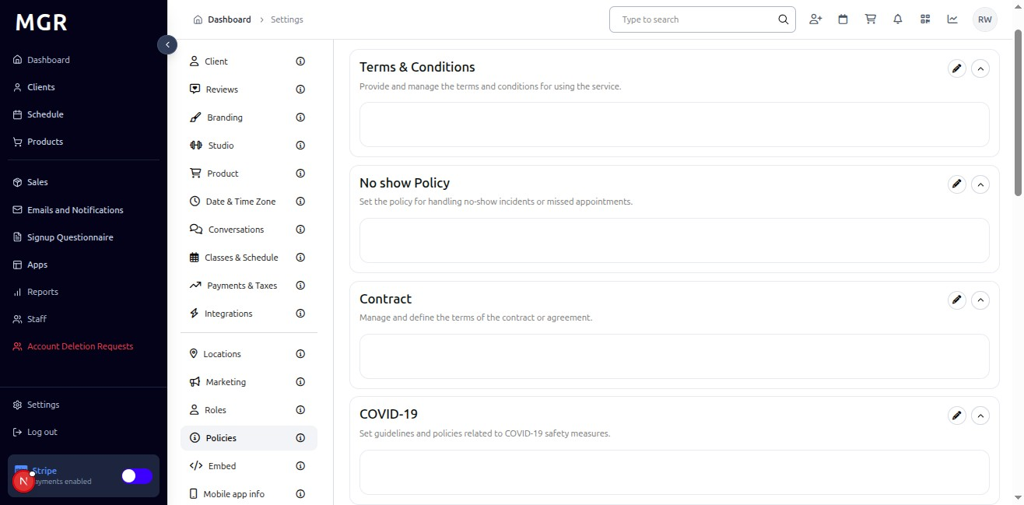 MGR
Dashboard
Clients
Schedule
Products
Sales
Emails and Notifications
Signup Questionnaire
Apps
Reports
Staff
Account Deletion Requests
Settings
Log out
Stripe
ayments enabled
N
Dashboard > Settings
Type to search
RW
Client
Reviews
Branding
Studio
Product
Date & Time Zone
Conversations
Classes & Schedule
Payments & Taxes
Integrations
Locations
Marketing
Roles
Policies
Embed
Mobile app info
Terms & Conditions
Provide and manage the terms and conditions for using the service.
No show Policy
Set the policy for handling no-show incidents or missed appointments.
Contract
Manage and define the terms of the contract or agreement.
COVID-19
Set guidelines and policies related to COVID-19 safety measures.